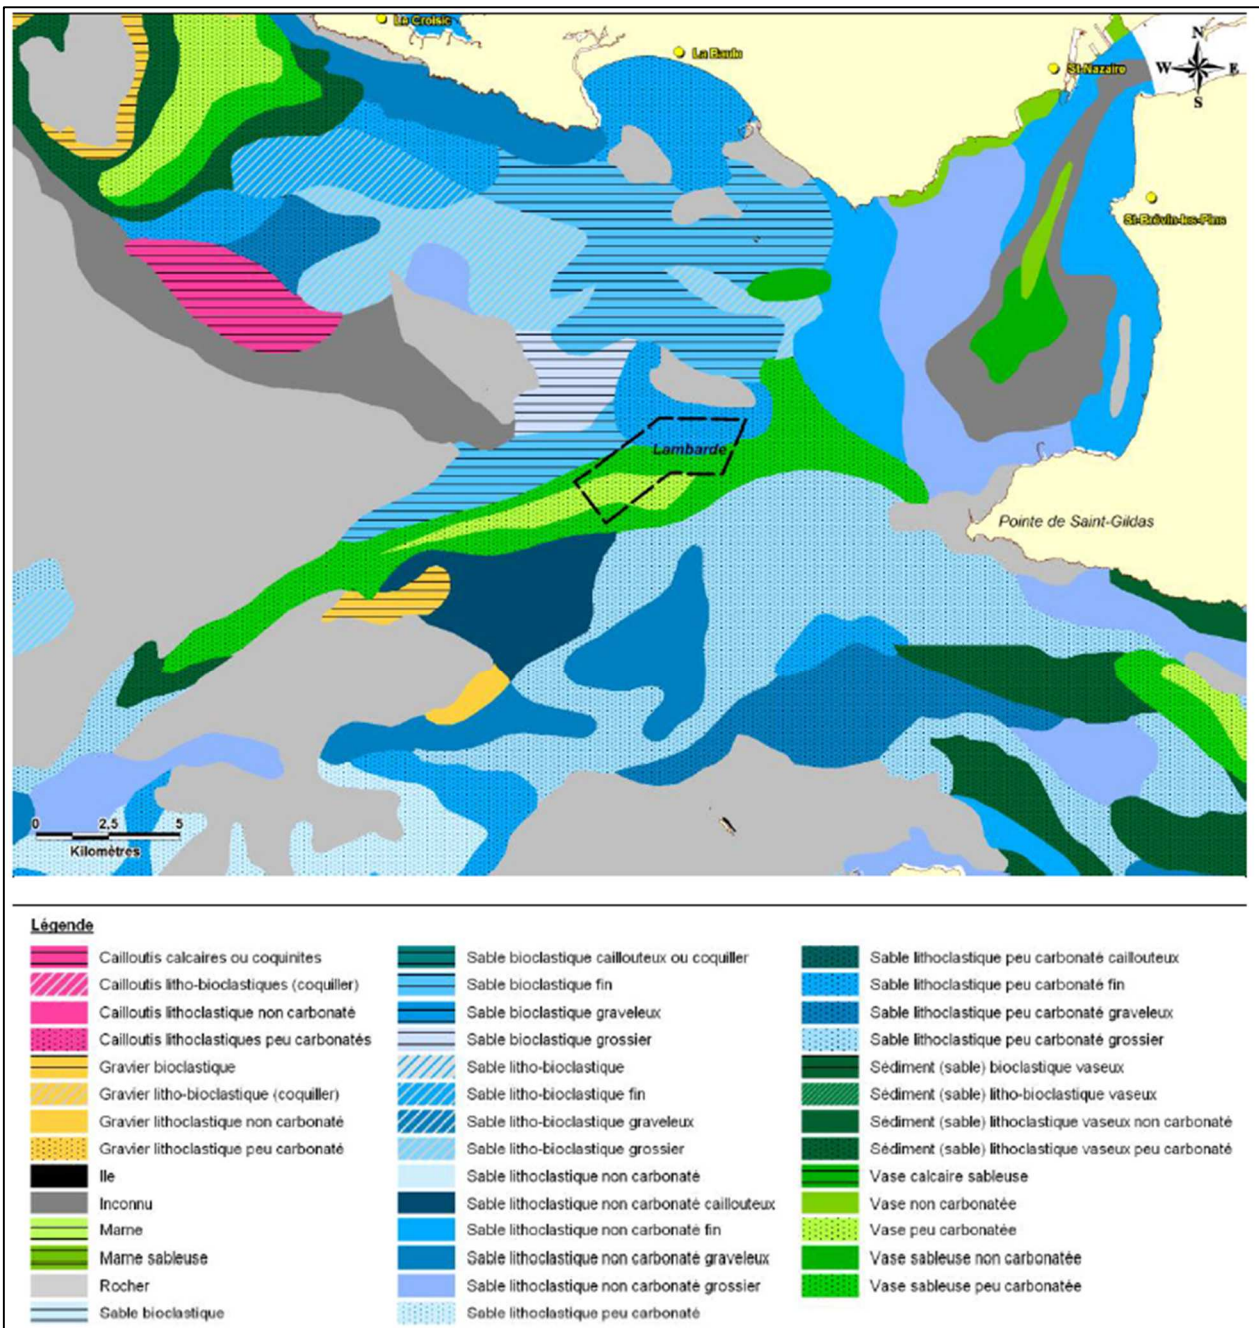 Le Croisic
La Baule
St-Nazaire
N
W E
S
St-Brévin-les-Pins
Lambarde
Pointe de Saint-Gildas
0 2,5 5
Kilomètres
Légende
Cailloutis calcaires ou coquinites
Cailloutis litho-bioclastiques (coquiller)
Cailloutis lithoclastique non carbonaté
Cailloutis lithoclastiques peu carbonatés
Gravier bioclastique
Gravier litho-bioclastique (coquiller)
Gravier lithoclastique non carbonaté
Gravier lithoclastique peu carbonaté
Ile
Inconnu
Marne
Marne sableuse
Rocher
Sable bioclastique
Sable bioclastique caillouteux ou coquiller
Sable bioclastique fin
Sable bioclastique graveleux
Sable bioclastique grossier
Sable litho-bioclastique
Sable litho-bioclastique fin
Sable litho-bioclastique graveleux
Sable litho-bioclastique grossier
Sable lithoclastique non carbonaté
Sable lithoclastique non carbonaté caillouteux
Sable lithoclastique non carbonaté fin
Sable lithoclastique non carbonaté graveleux
Sable lithoclastique non carbonaté grossier
Sable lithoclastique peu carbonaté
Sable lithoclastique peu carbonaté caillouteux
Sable lithoclastique peu carbonaté fin
Sable lithoclastique peu carbonaté graveleux
Sable lithoclastique peu carbonaté grossier
Sédiment (sable) bioclastique vaseux
Sédiment (sable) litho-bioclastique vaseux
Sédiment (sable) lithoclastique vaseux non carbonaté
Sédiment (sable) lithoclastique vaseux peu carbonaté
Vase calcaire sableuse
Vase non carbonatée
Vase peu carbonatée
Vase sableuse non carbonatée
Vase sableuse peu carbonatée